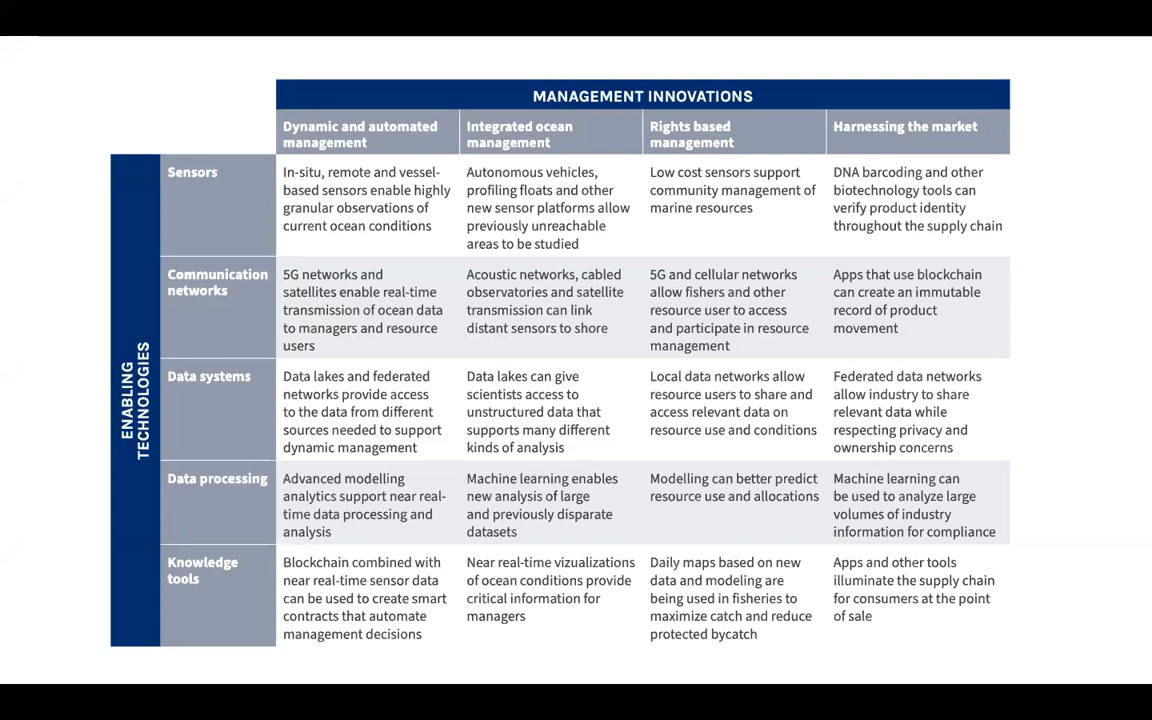 MANAGEMENT INNOVATIONS
Dynamic and automated
management
Integrated ocean
management
Rights based
management
Harnessing the market
ENABLING
TECHNOLOGIES
Sensors
In-situ, remote and vessel-
based sensors enable highly
granular observations of
current ocean conditions
Autonomous vehicles,
profiling floats and other
new sensor platforms allow
previously unreachable
areas to be studied
Low cost sensors support
community management of
marine resources
DNA barcoding and other
biotechnology tools can
verify product identity
throughout the supply chain
Communication
networks
5G networks and
satellites enable real-time
transmission of ocean data
to managers and resource
users
Acoustic networks, cabled
observatories and satellite
transmission can link
distant sensors to shore
5G and cellular networks
allow fishers and other
resource user to access
and participate in resource
management
Apps that use blockchain
can create an immutable
record of product
movement
Data systems
Data lakes and federated
networks provide access
to the data from different
sources needed to support
dynamic management
Data lakes can give
scientists access to
unstructured data that
supports many different
kinds of analysis
Local data networks allow
resource users to share and
access relevant data on
resource use and conditions
Federated data networks
allow industry to share
relevant data while
respecting privacy and
ownership concerns
Data processing
Advanced modelling
analytics support near real-
time data processing and
analysis
Machine learning enables
new analysis of large
and previously disparate
datasets
Modelling can better predict
resource use and allocations
Machine learning can
be used to analyze large
volumes of industry
information for compliance
Knowledge
tools
Blockchain combined with
near real-time sensor data
can be used to create smart
contracts that automate
management decisions
Near real-time vizualizations
of ocean conditions provide
critical information for
managers
Daily maps based on new
data and modeling are
being used in fisheries to
maximize catch and reduce
protected bycatch
Apps and other tools
illuminate the supply chain
for consumers at the point
of sale